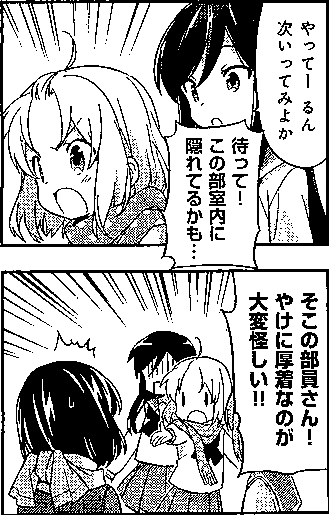 やってーるん
次いってみよか
待って！
この部室内に
隠れてるかも…
そこの部員さん！
やけに厚着なのが
大変怪しい!!